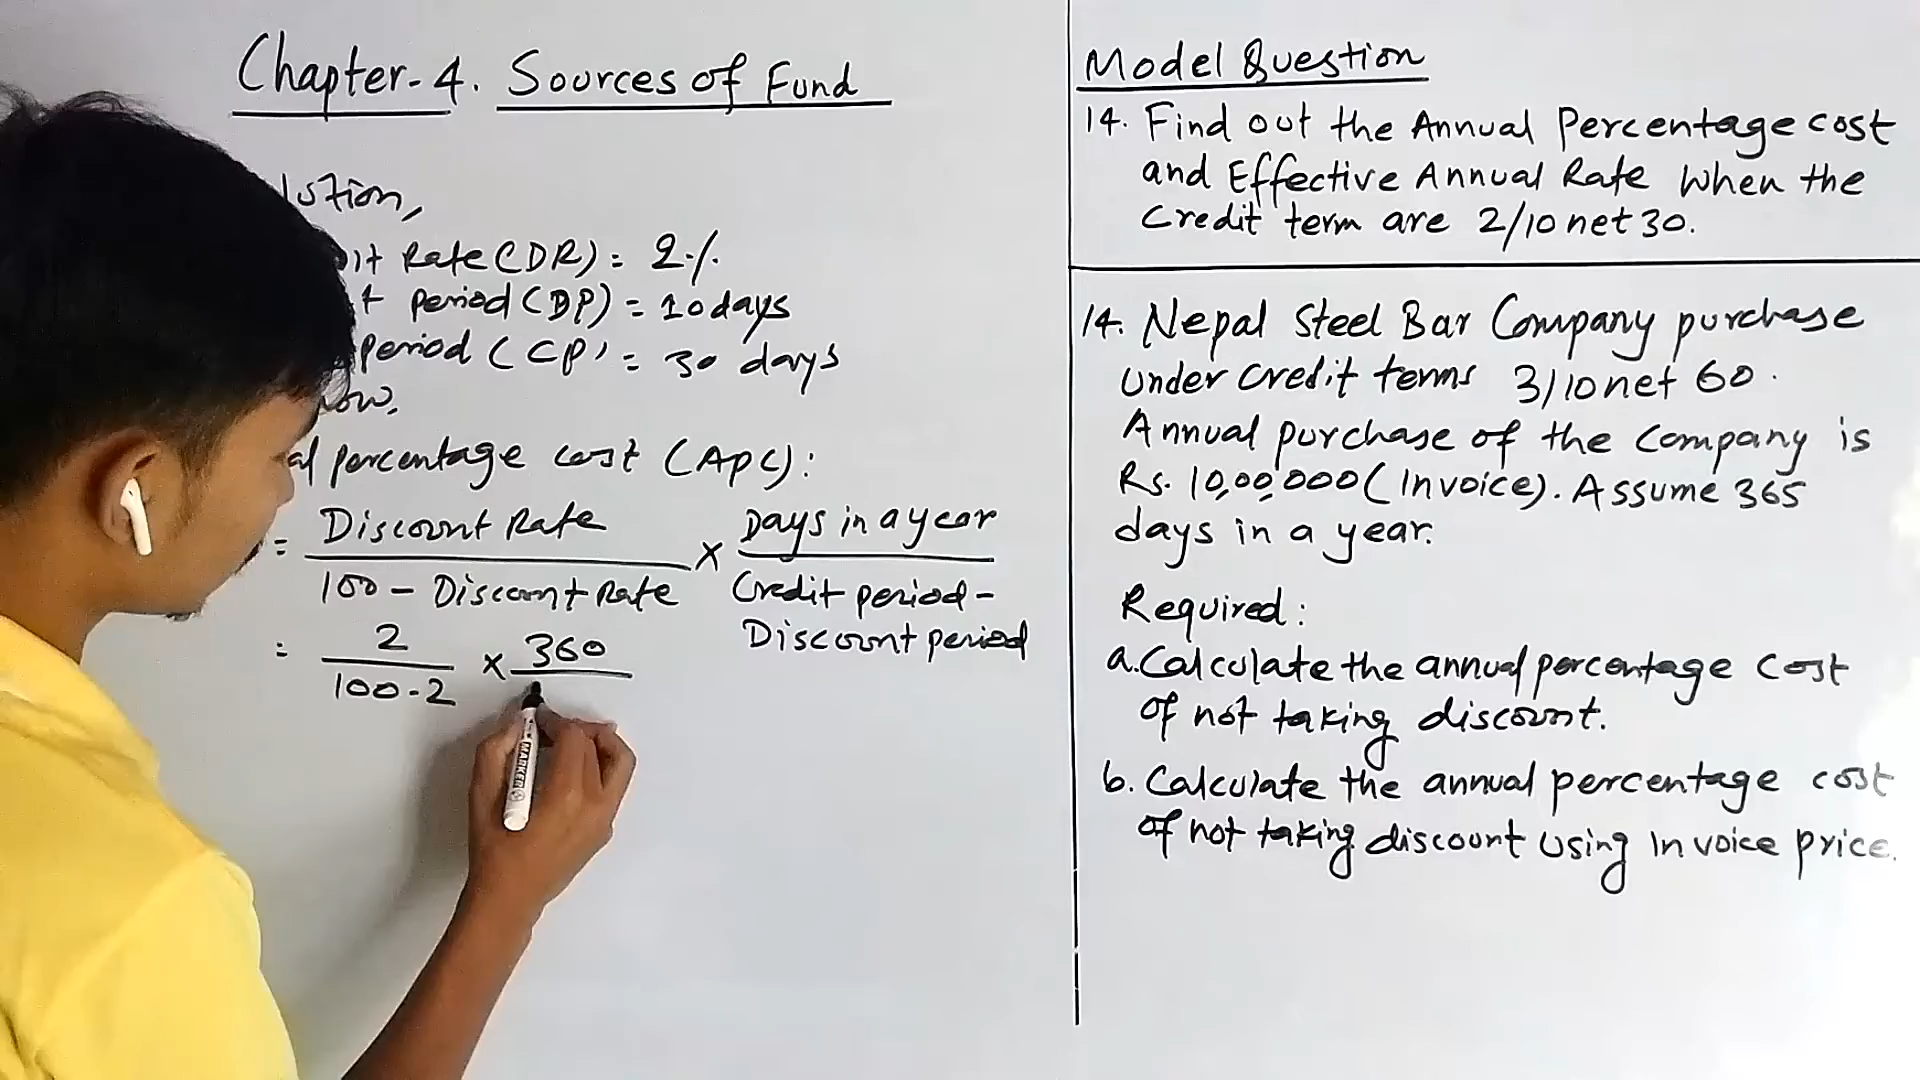 Chapter-4. Sources of Fund
Rate (DR) = 2%
period (DP) = 10 days
period (CP) = 30 days
Now,
percentage cost (APC):
= Discount Rate / 100 - Discount Rate × Days in a year / Credit period - Discount period
= 2 / 100-2 × 360
MARKER
Model Question
14. Find out the Annual Percentage cost
and Effective Annual Rate When the
Credit term are 2/10 net 30.
14. Nepal Steel Bar Company purchase
under credit terms 3/10 net 60.
Annual purchase of the company is
Rs. 10,00,000 (Invoice). Assume 365
days in a year.
Required:
a. Calculate the annual percentage cost
of not taking discount.
b. Calculate the annual percentage cost
of not taking discount using Invoice price.